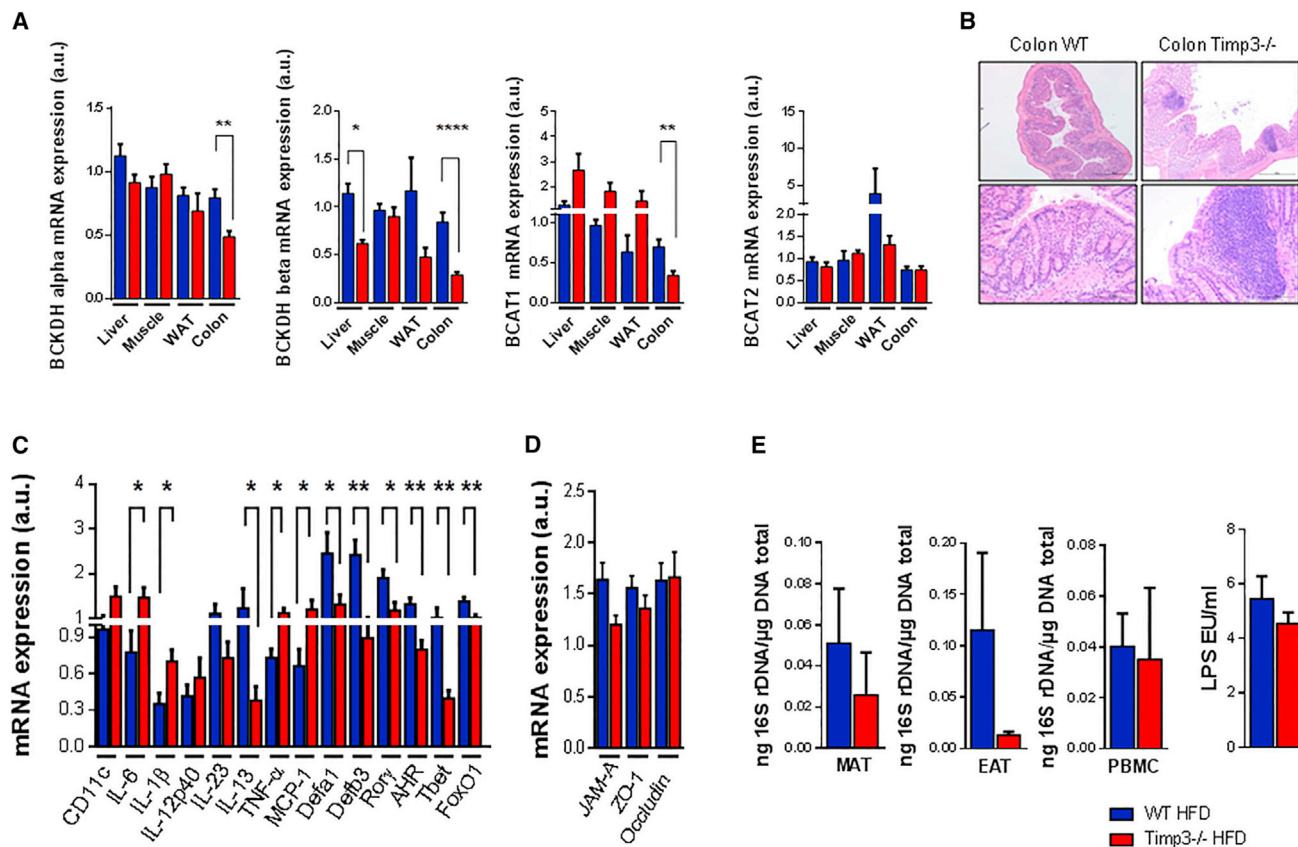 A
BCKDH alpha mRNA expression (a.u.)
1.5
1.0
0.5
0.0
**
Liver
Muscle
WAT
Colon
BCKDH beta mRNA expression (a.u.)
2.0
1.5
1.0
0.5
0.0
*
****
Liver
Muscle
WAT
Colon
BCAT1 mRNA expression (a.u.)
5
4
3
2
1.0
0.5
0.0
**
Liver
Muscle
WAT
Colon
BCAT2 mRNA expression (a.u.)
15
10
5
1.0
0.5
0.0
Liver
Muscle
WAT
Colon
B
Colon WT
Colon Timp3-/-
C
mRNA expression (a.u.)
4
3
2
1
0.9
0.6
0.3
0.0
* * * * * * ** * ** ** **
CD11c
IL-6
IL-1β
IL-12p40
IL-23
IL-13
TNF-α
MCP-1
Defa1
Defb3
Rorγ
AHR
Tbet
FoxO1
D
mRNA expression (a.u.)
2.5
2.0
1.5
1.0
0.5
0.0
JAM-A
ZO-1
Occludin
E
ng 16S rDNA/µg DNA total
0.10
0.08
0.06
0.04
0.02
0.00
MAT
ng 16S rDNA/µg DNA total
0.20
0.15
0.10
0.05
0.00
EAT
ng 16S rDNA/µg DNA total
0.08
0.06
0.04
0.02
0.00
PBMC
LPS EU/ml
8
6
4
2
0
WT HFD
Timp3-/- HFD